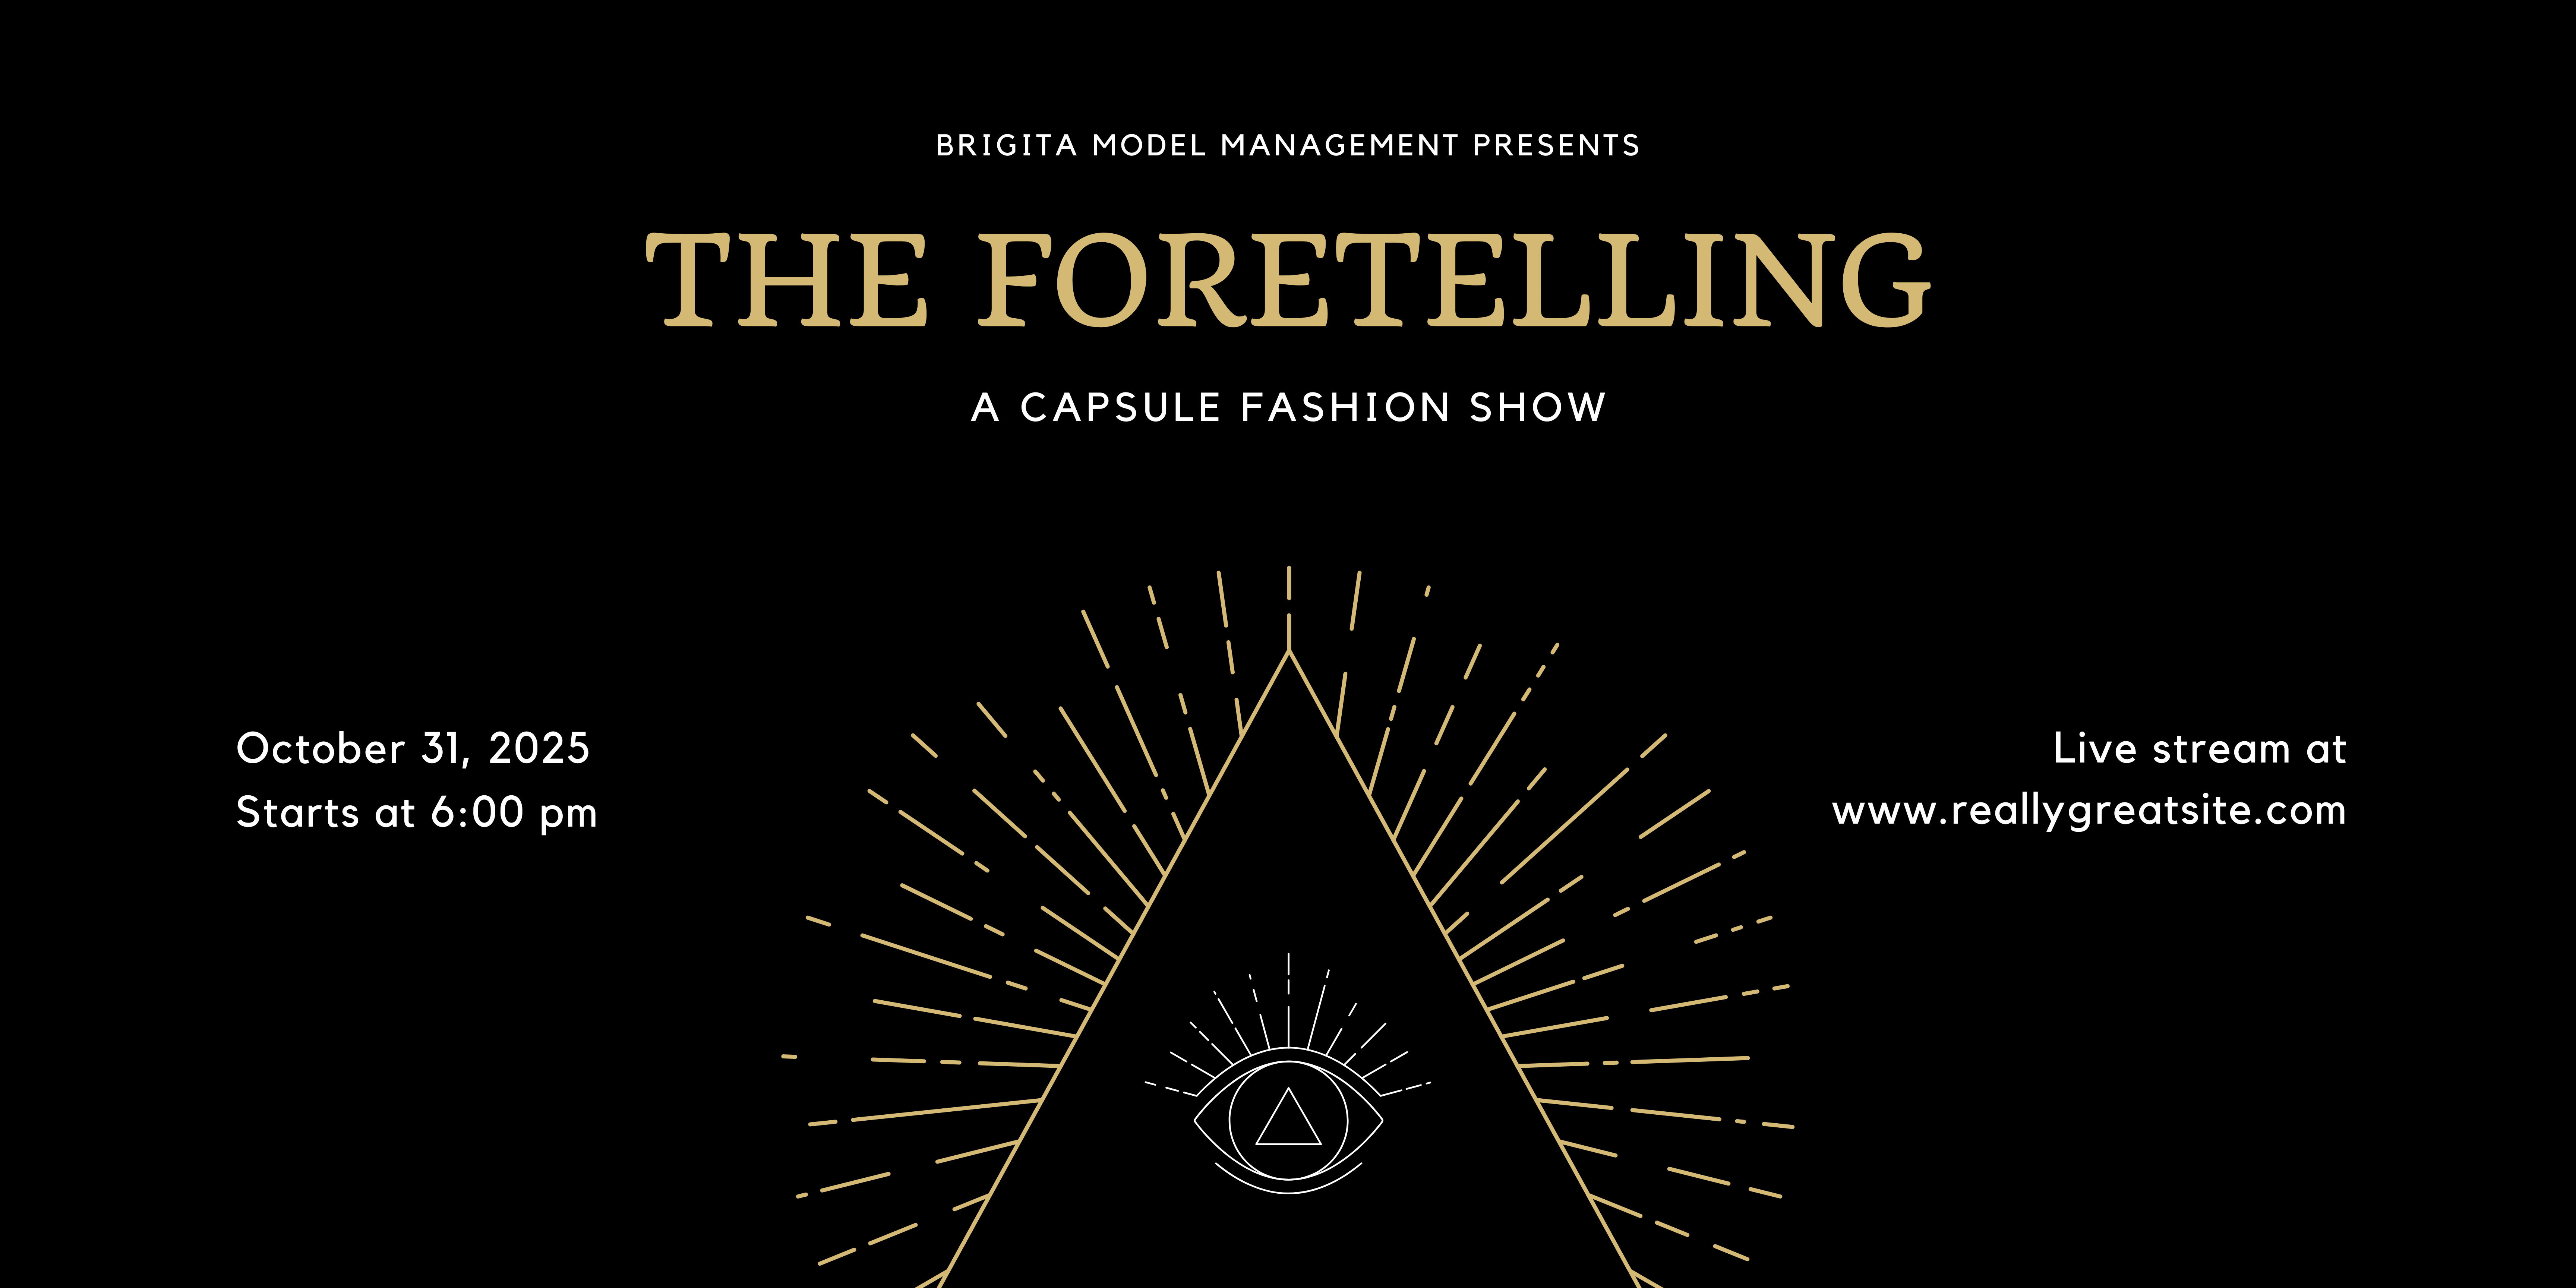 BRIGITA MODEL MANAGEMENT PRESENTS
THE FORETELLING
A CAPSULE FASHION SHOW
October 31, 2025
Starts at 6:00 pm
Live stream at
www.reallygreatsite.com